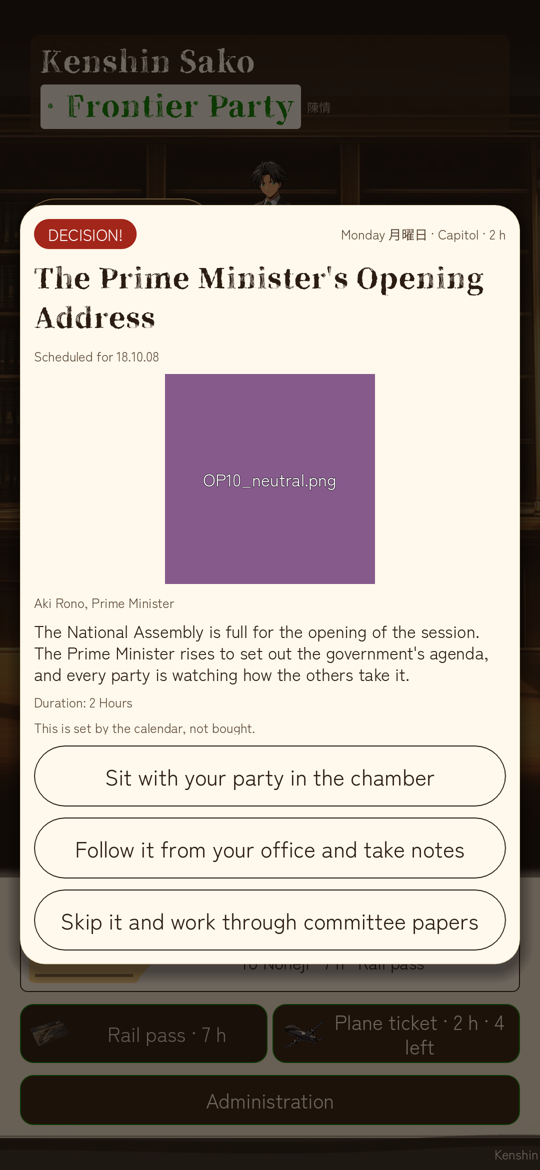 Kenshin Sako
· Frontier Party 陳情
DECISION!
Monday 月曜日 · Capitol · 2 h
The Prime Minister's Opening
Address
Scheduled for 18.10.08
OP10_neutral.png
Aki Rono, Prime Minister
The National Assembly is full for the opening of the session.
The Prime Minister rises to set out the government's agenda,
and every party is watching how the others take it.
Duration: 2 Hours
This is set by the calendar, not bought.
Sit with your party in the chamber
Follow it from your office and take notes
Skip it and work through committee papers
To Noheji · 7 h · Rail pass
Rail pass · 7 h
Plane ticket · 2 h · 4
left
Administration
Kenshin